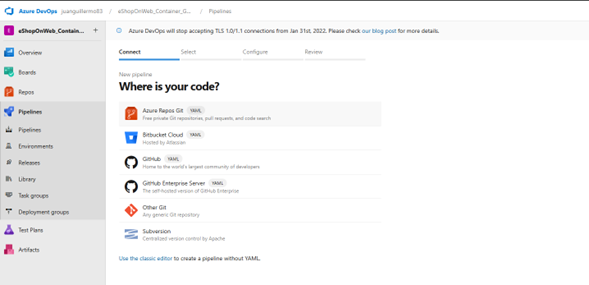 Azure DevOps juanguillermo83 / eShopOnWeb_Container_G... / Pipelines
E eShopOnWeb_Contain... +
Azure DevOps will stop accepting TLS 1.0/1.1 connections from Jan 31st, 2022. Please check our blog post for more details.
Overview
Boards
Repos
Pipelines
Pipelines
Environments
Releases
Library
Task groups
Deployment groups
Test Plans
Artifacts
Connect Select Configure Review
New pipeline
Where is your code?
Azure Repos Git YAML
Free private Git repositories, pull requests, and code search
Bitbucket Cloud YAML
Hosted by Atlassian
GitHub YAML
Home to the world's largest community of developers
GitHub Enterprise Server YAML
The self-hosted version of GitHub Enterprise
Other Git
Any generic Git repository
Subversion
Centralized version control by Apache
Use the classic editor to create a pipeline without YAML.